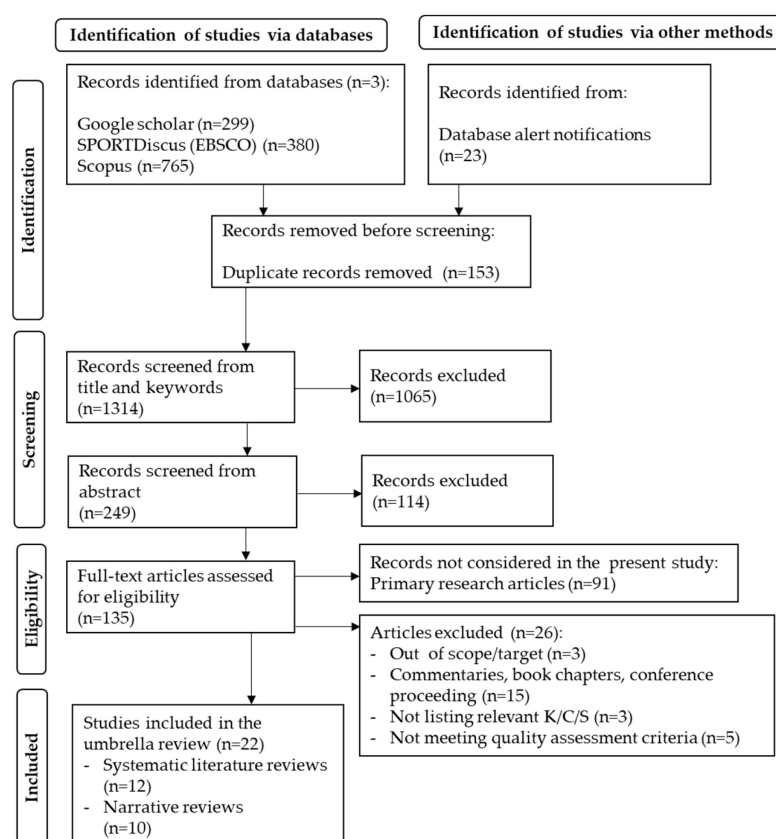 Identification of studies via databases
Identification of studies via other methods
Identification
Records identified from databases (n=3):
Google scholar (n=299)
SPORTDiscus (EBSCO) (n=380)
Scopus (n=765)
Records identified from:
Database alert notifications
(n=23)
Records removed before screening:
Duplicate records removed (n=153)
Screening
Records screened from
title and keywords
(n=1314)
Records excluded
(n=1065)
Records screened from
abstract
(n=249)
Records excluded
(n=114)
Eligibility
Full-text articles assessed
for eligibility
(n=135)
Records not considered in the present study:
Primary research articles (n=91)
Articles excluded (n=26):
- Out of scope/target (n=3)
- Commentaries, book chapters, conference
proceeding (n=15)
- Not listing relevant K/C/S (n=3)
- Not meeting quality assessment criteria (n=5)
Included
Studies included in the
umbrella review (n=22)
- Systematic literature reviews
(n=12)
- Narrative reviews
(n=10)